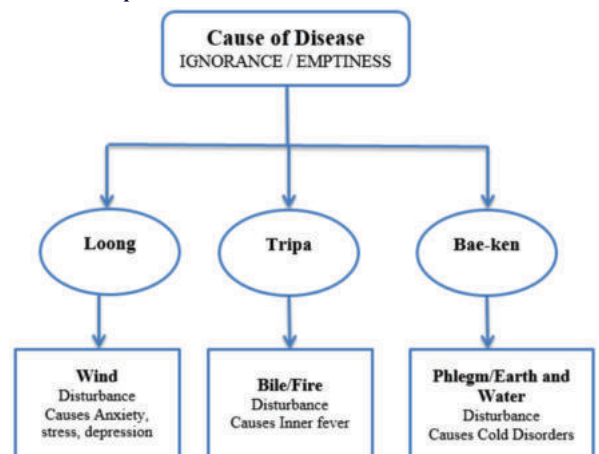 Cause of Disease
IGNORANCE / EMPTINESS
Loong
Tripa
Bae-ken
Wind
Disturbance
Causes Anxiety,
stress, depression
Bile/Fire
Disturbance
Causes Inner fever
Phlegm/Earth and
Water
Disturbance
Causes Cold Disorders